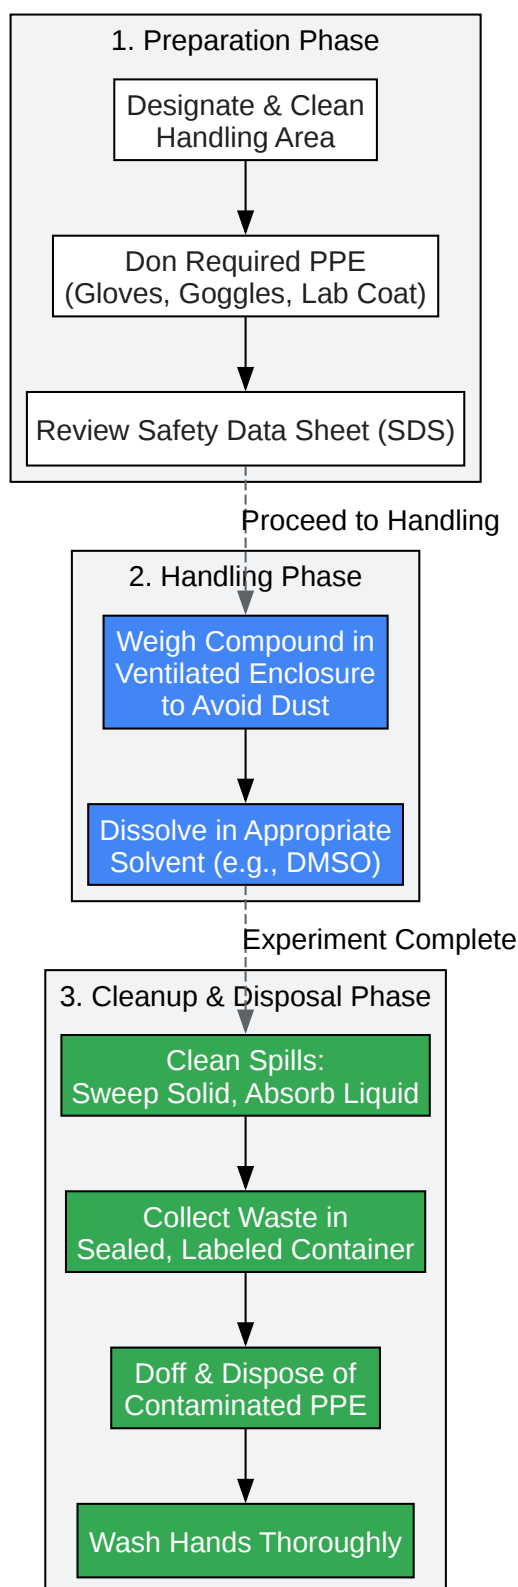 1. Preparation Phase
Designate & Clean
Handling Area
Don Required PPE
(Gloves, Goggles, Lab Coat)
Review Safety Data Sheet (SDS)
Proceed to Handling
2. Handling Phase
Weigh Compound in
Ventilated Enclosure
to Avoid Dust
Dissolve in Appropriate
Solvent (e.g., DMSO)
Experiment Complete
3. Cleanup & Disposal Phase
Clean Spills:
Sweep Solid, Absorb Liquid
Collect Waste in
Sealed, Labeled Container
Doff & Dispose of
Contaminated PPE
Wash Hands Thoroughly